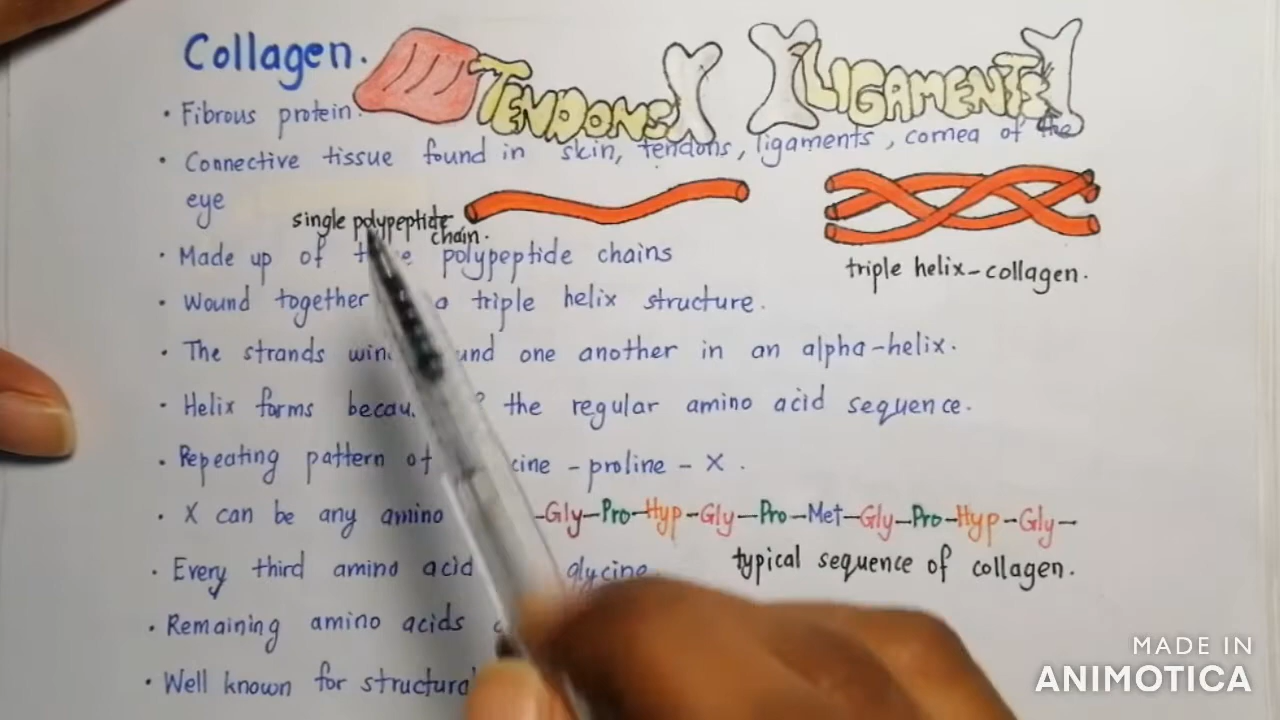 Collagen.
TENDONS
LIGAMENTS
• Fibrous protein.
• Connective tissue found in skin, tendons, ligaments, cornea of the
eye
single polypeptide
chain.
triple helix-collagen.
• Made up of polypeptide chains
• Wound together a triple helix structure.
• The strands one another in an alpha-helix.
• Helix forms the regular amino acid sequence.
• Repeating pattern of - proline - X.
• X can be any amino
-Gly-Pro-Hyp-Gly-Pro-Met-Gly-Pro-Hyp-Gly-
typical sequence of collagen.
• Every third amino acid glycine
• Remaining amino acids
• Well known for
MADE IN
ANIMOTICA